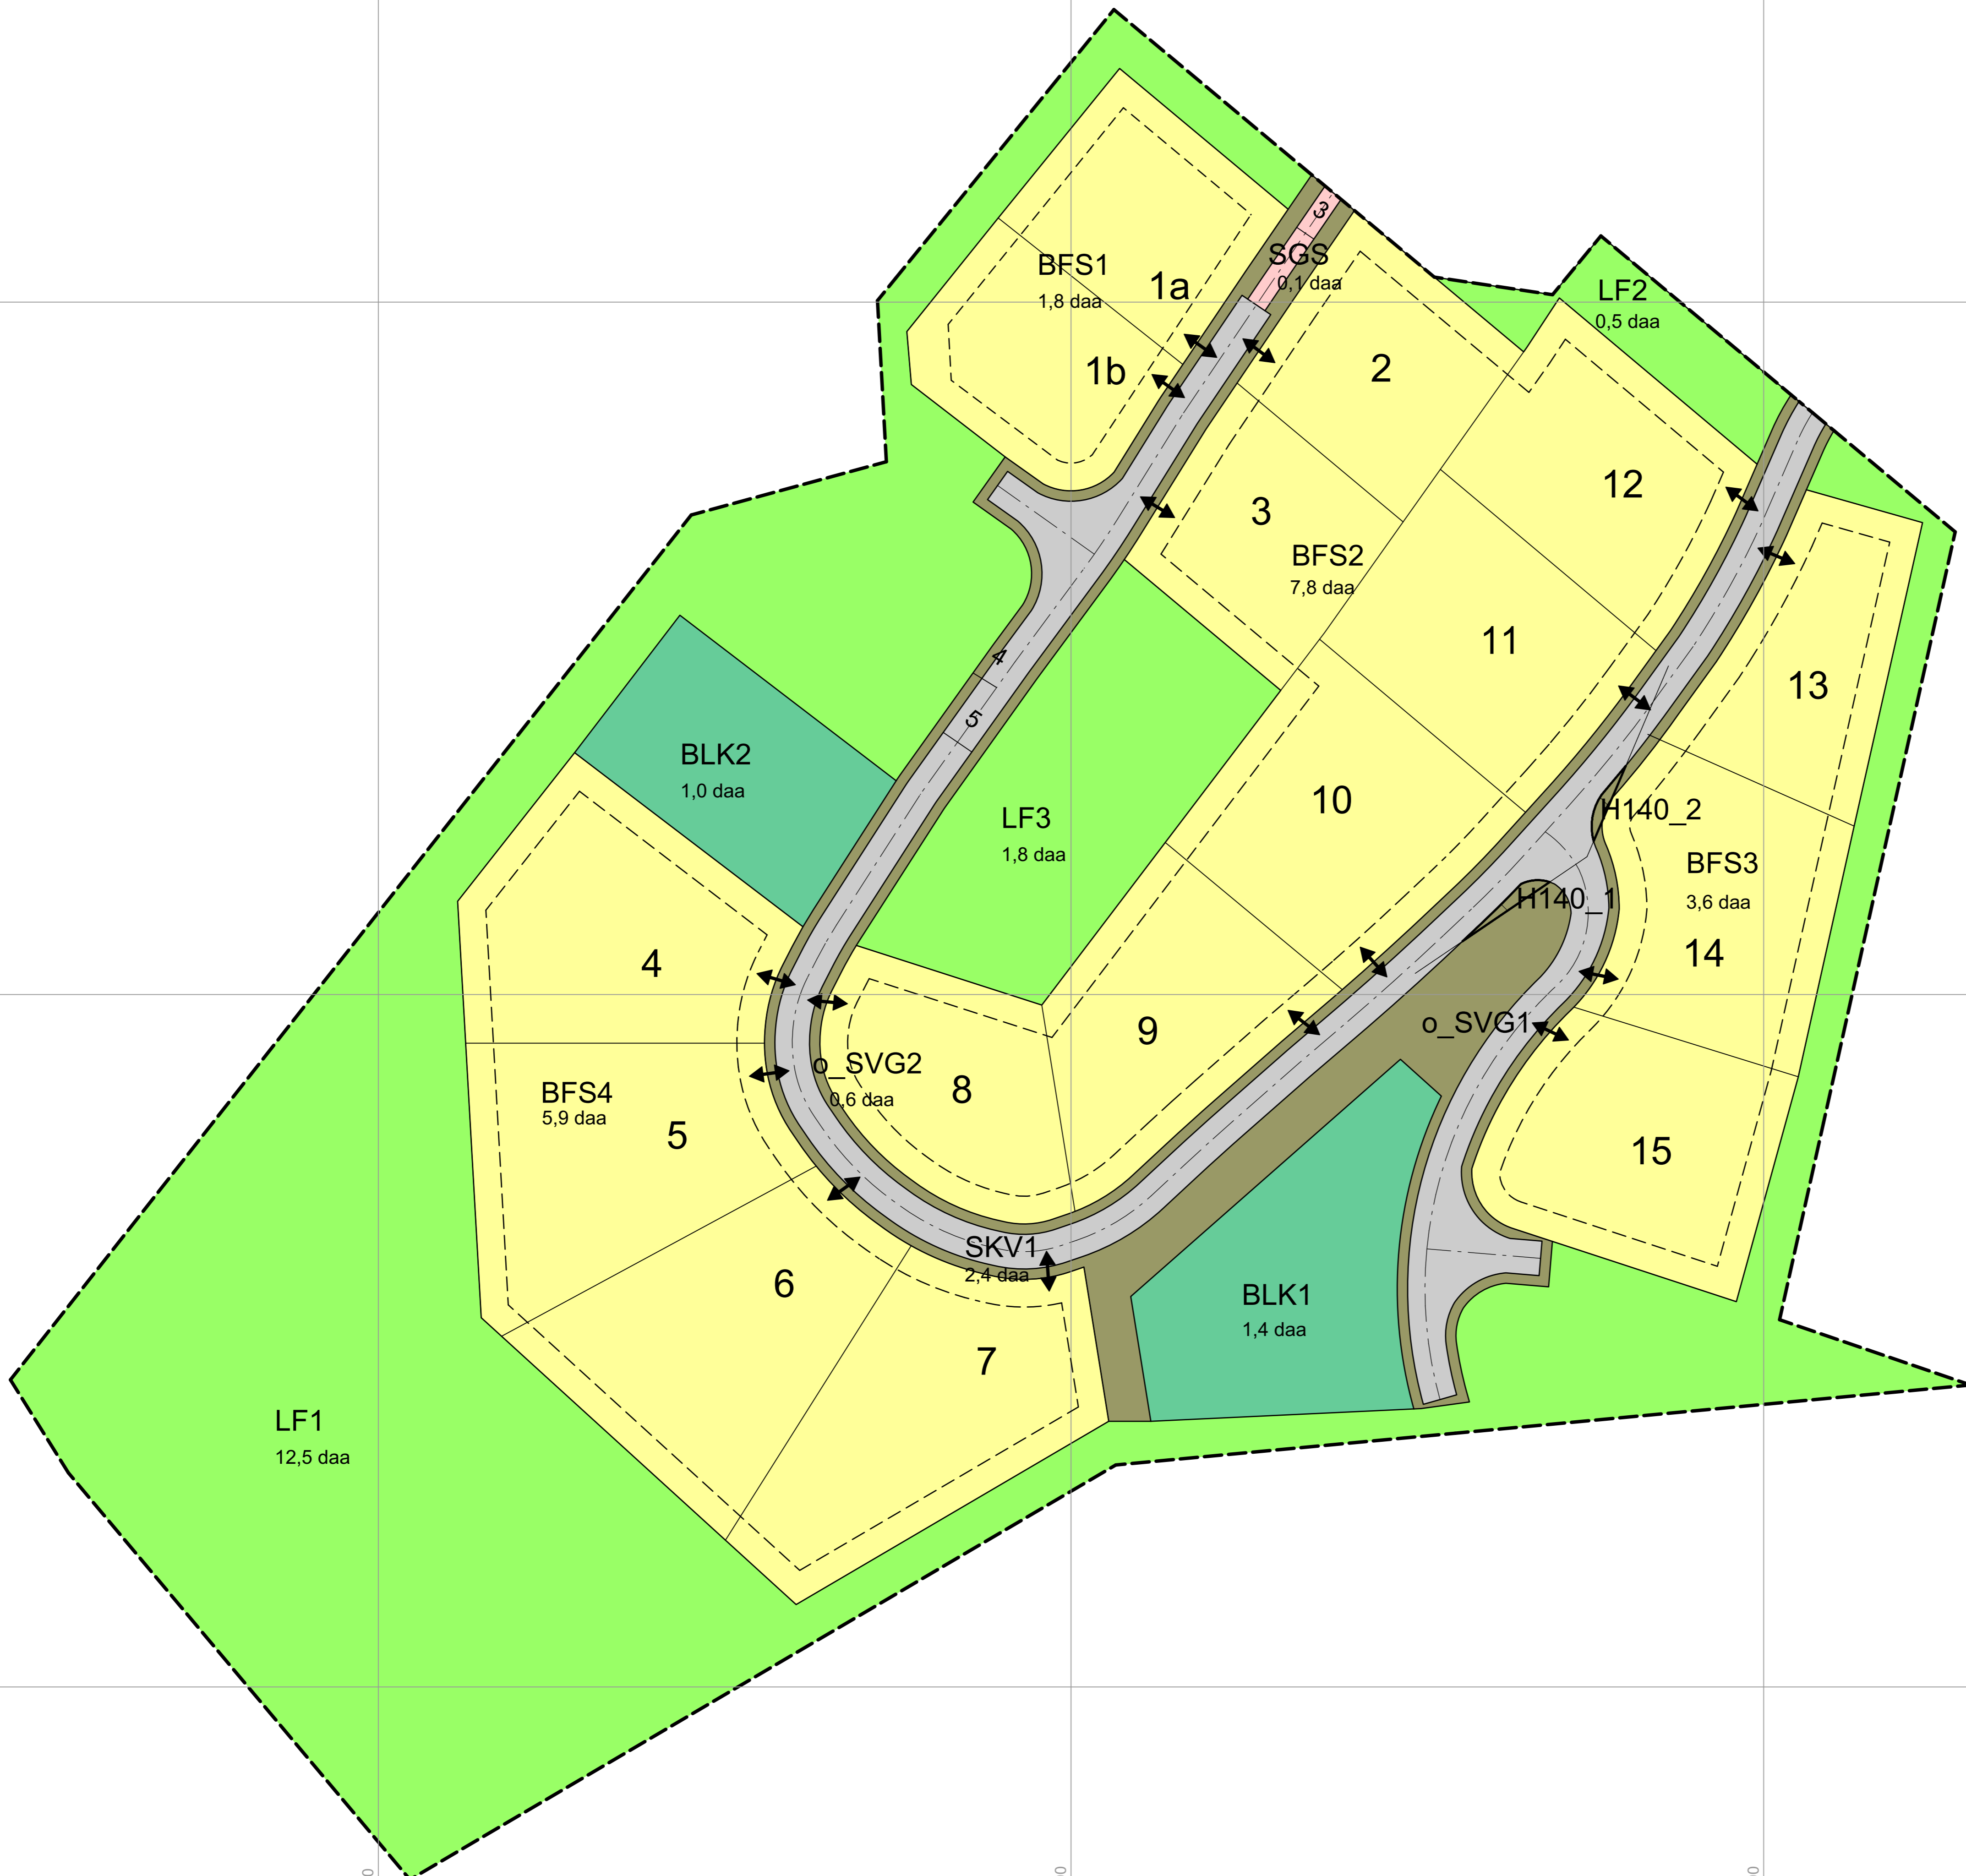 3
SGS
0,1 daa
BFS1
1,8 daa
1a
1b
LF2
0,5 daa
2
12
3
BFS2
7,8 daa
11
13
4
5
BLK2
1,0 daa
LF3
1,8 daa
10
H140_2
BFS3
3,6 daa
H140_1
14
4
o_SVG1
9
o_SVG2
0,6 daa
8
BFS4
5,9 daa
5
15
SKV1
2,4 daa
6
BLK1
1,4 daa
7
LF1
12,5 daa
0
0
0